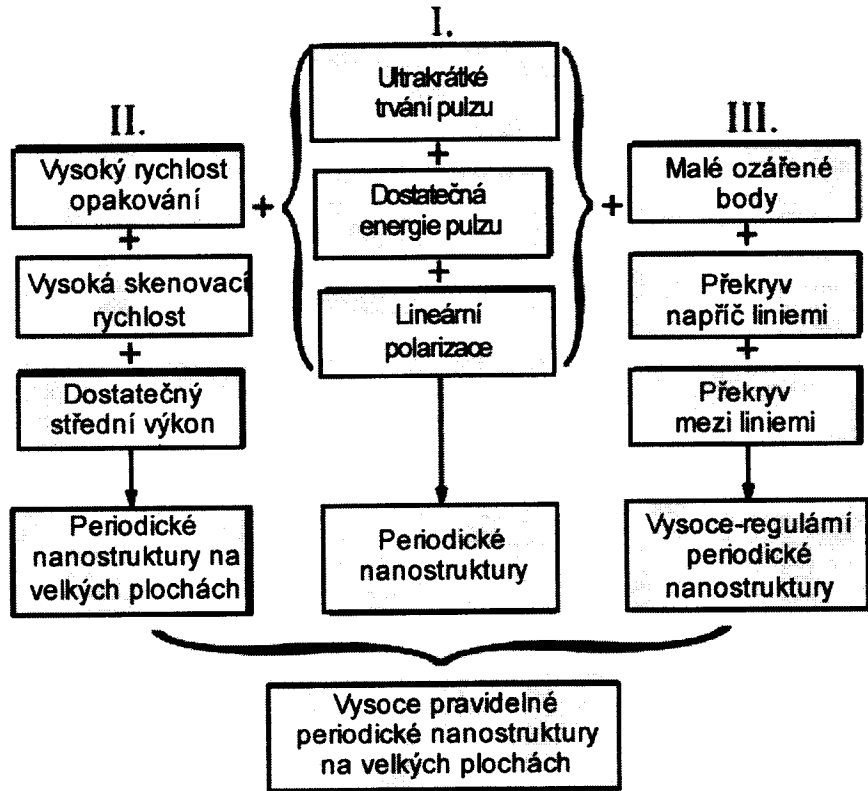 I.
Ultrakrátké
trvání pulzu
+
Dostatečná
energie pulzu
+
Lineární
polarizace
Periodické
nanostruktury
II.
Vysoký rychlost
opakování
+
+
Vysoká skenovací
rychlost
+
Dostatečný
střední výkon
Periodické
nanostruktury na
velkých plochách
III.
+
Malé ozářené
body
+
Překryv
napříč liniemi
+
Překryv
mezi liniemi
Vysoce-regulární
periodické
nanostruktury
Vysoce pravidelné
periodické nanostruktury
na velkých plochách